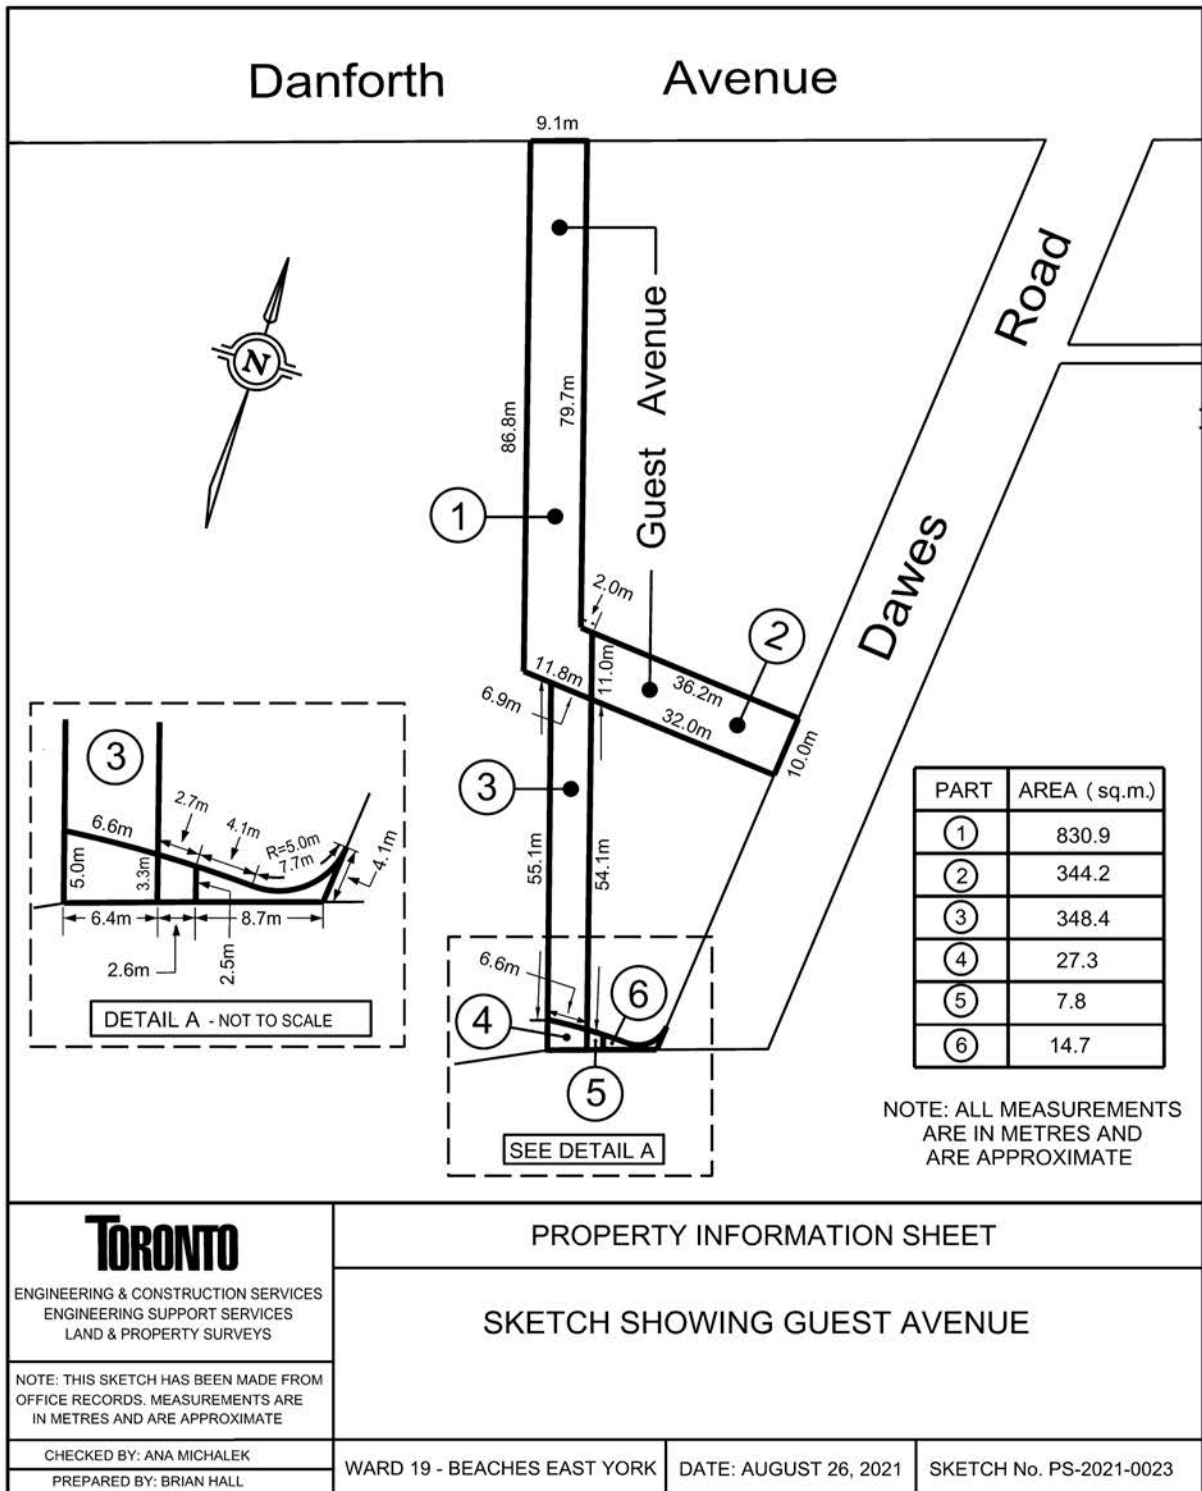 Danforth Avenue
9.1m
Guest Avenue
Road
Dawes
86.8m
79.7m
1
2.0m
2
11.8m
11.0m
36.2m
6.9m
32.0m
10.0m
3
55.1m
54.1m
6.6m
4
6
5
SEE DETAIL A
N
3
2.7m
6.6m
4.1m
R=5.0m
7.7m
4.1m
5.0m
3.3m
6.4m
8.7m
2.6m
2.5m
DETAIL A - NOT TO SCALE
PART AREA ( sq.m.)
1 830.9
2 344.2
3 348.4
4 27.3
5 7.8
6 14.7
NOTE: ALL MEASUREMENTS
ARE IN METRES AND
ARE APPROXIMATE
TORONTO
ENGINEERING & CONSTRUCTION SERVICES
ENGINEERING SUPPORT SERVICES
LAND & PROPERTY SURVEYS
NOTE: THIS SKETCH HAS BEEN MADE FROM
OFFICE RECORDS. MEASUREMENTS ARE
IN METRES AND ARE APPROXIMATE
CHECKED BY: ANA MICHALEK
PREPARED BY: BRIAN HALL
PROPERTY INFORMATION SHEET
SKETCH SHOWING GUEST AVENUE
WARD 19 - BEACHES EAST YORK
DATE: AUGUST 26, 2021
SKETCH No. PS-2021-0023